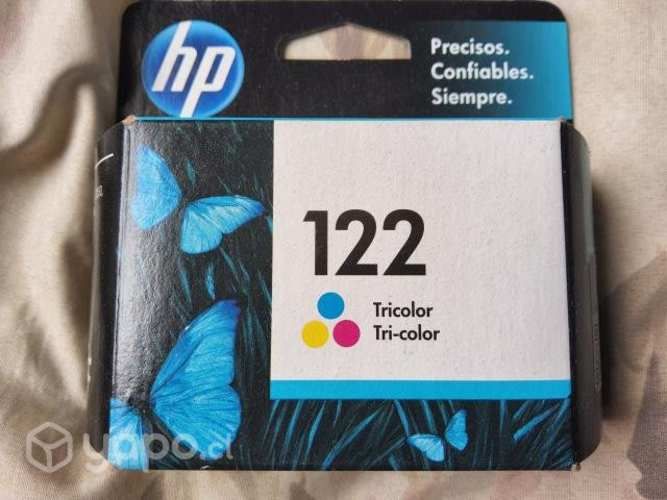 hp
Precisos.
Confiables.
Siempre.
122
Tricolor
Tri-color
yapo.cl